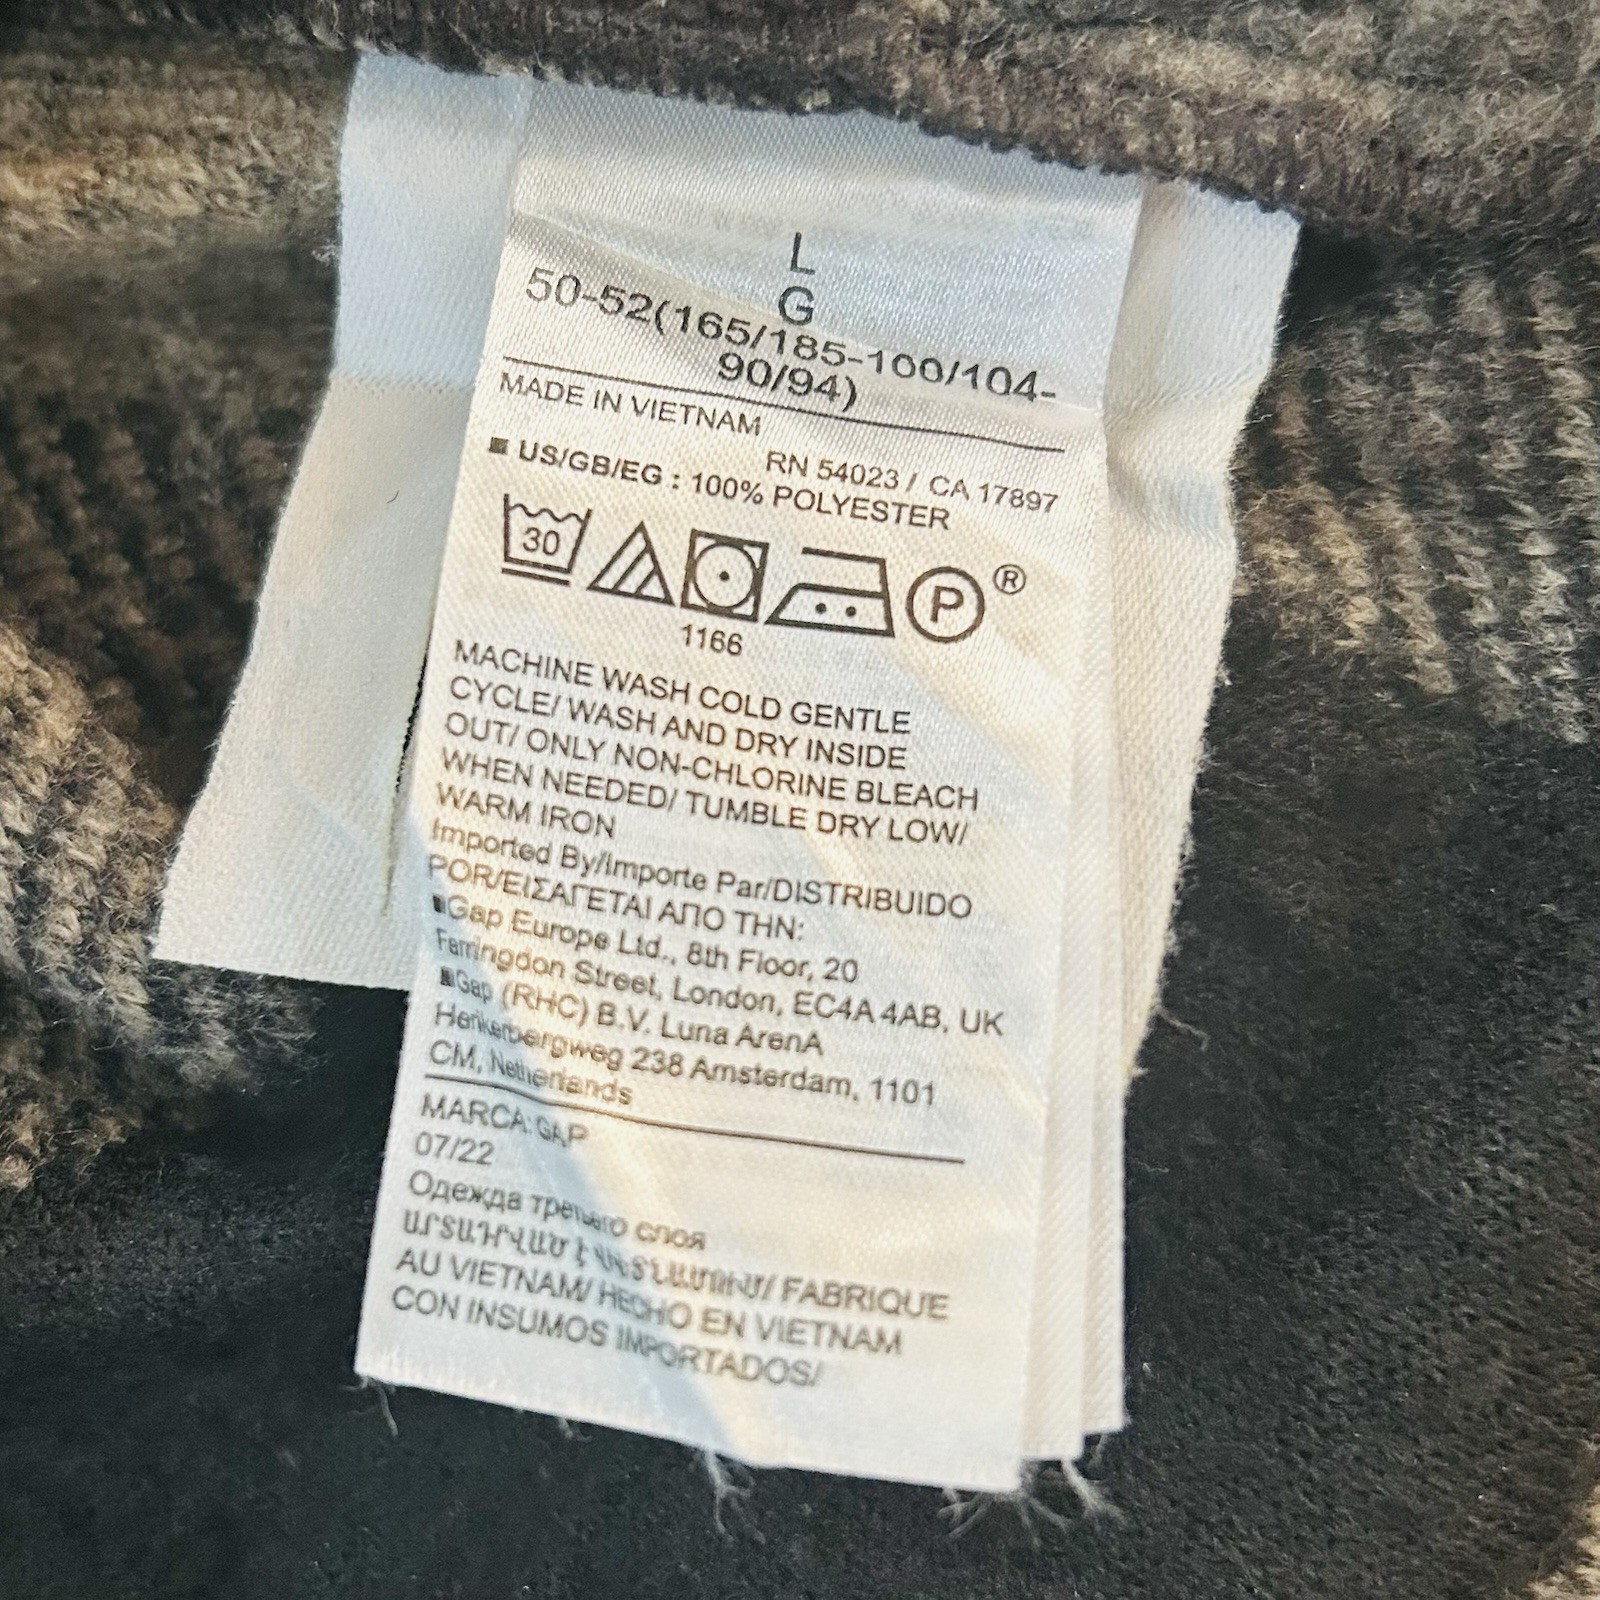 L
G
50-52(165/185-100/104-
90/94)
MADE IN VIETNAM
RN 54023 / CA 17897
■ US/GB/EG : 100% POLYESTER
30
P ®
1166
MACHINE WASH COLD GENTLE
CYCLE/ WASH AND DRY INSIDE
OUT/ ONLY NON-CHLORINE BLEACH
WHEN NEEDED/ TUMBLE DRY LOW/
WARM IRON
Imported By/Importe Par/DISTRIBUIDO
POR/ΕΙΣΑΓΕΤΑΙ ΑΠΟ ΤΗΝ:
■Gap Europe Ltd., 8th Floor, 20
Farringdon Street, London, EC4A 4AB, UK
■Gap (RHC) B.V. Luna ArenA
Herikerbergweg 238 Amsterdam, 1101
CM, Netherlands
MARCA: GAP
07/22
Одежда третьего слоя
ԱՐՏԱԴՐՎԱԾ Է ՎԻԵՏՆԱՄՈՒՄ/ FABRIQUE
AU VIETNAM/ HECHO EN VIETNAM
CON INSUMOS IMPORTADOS/